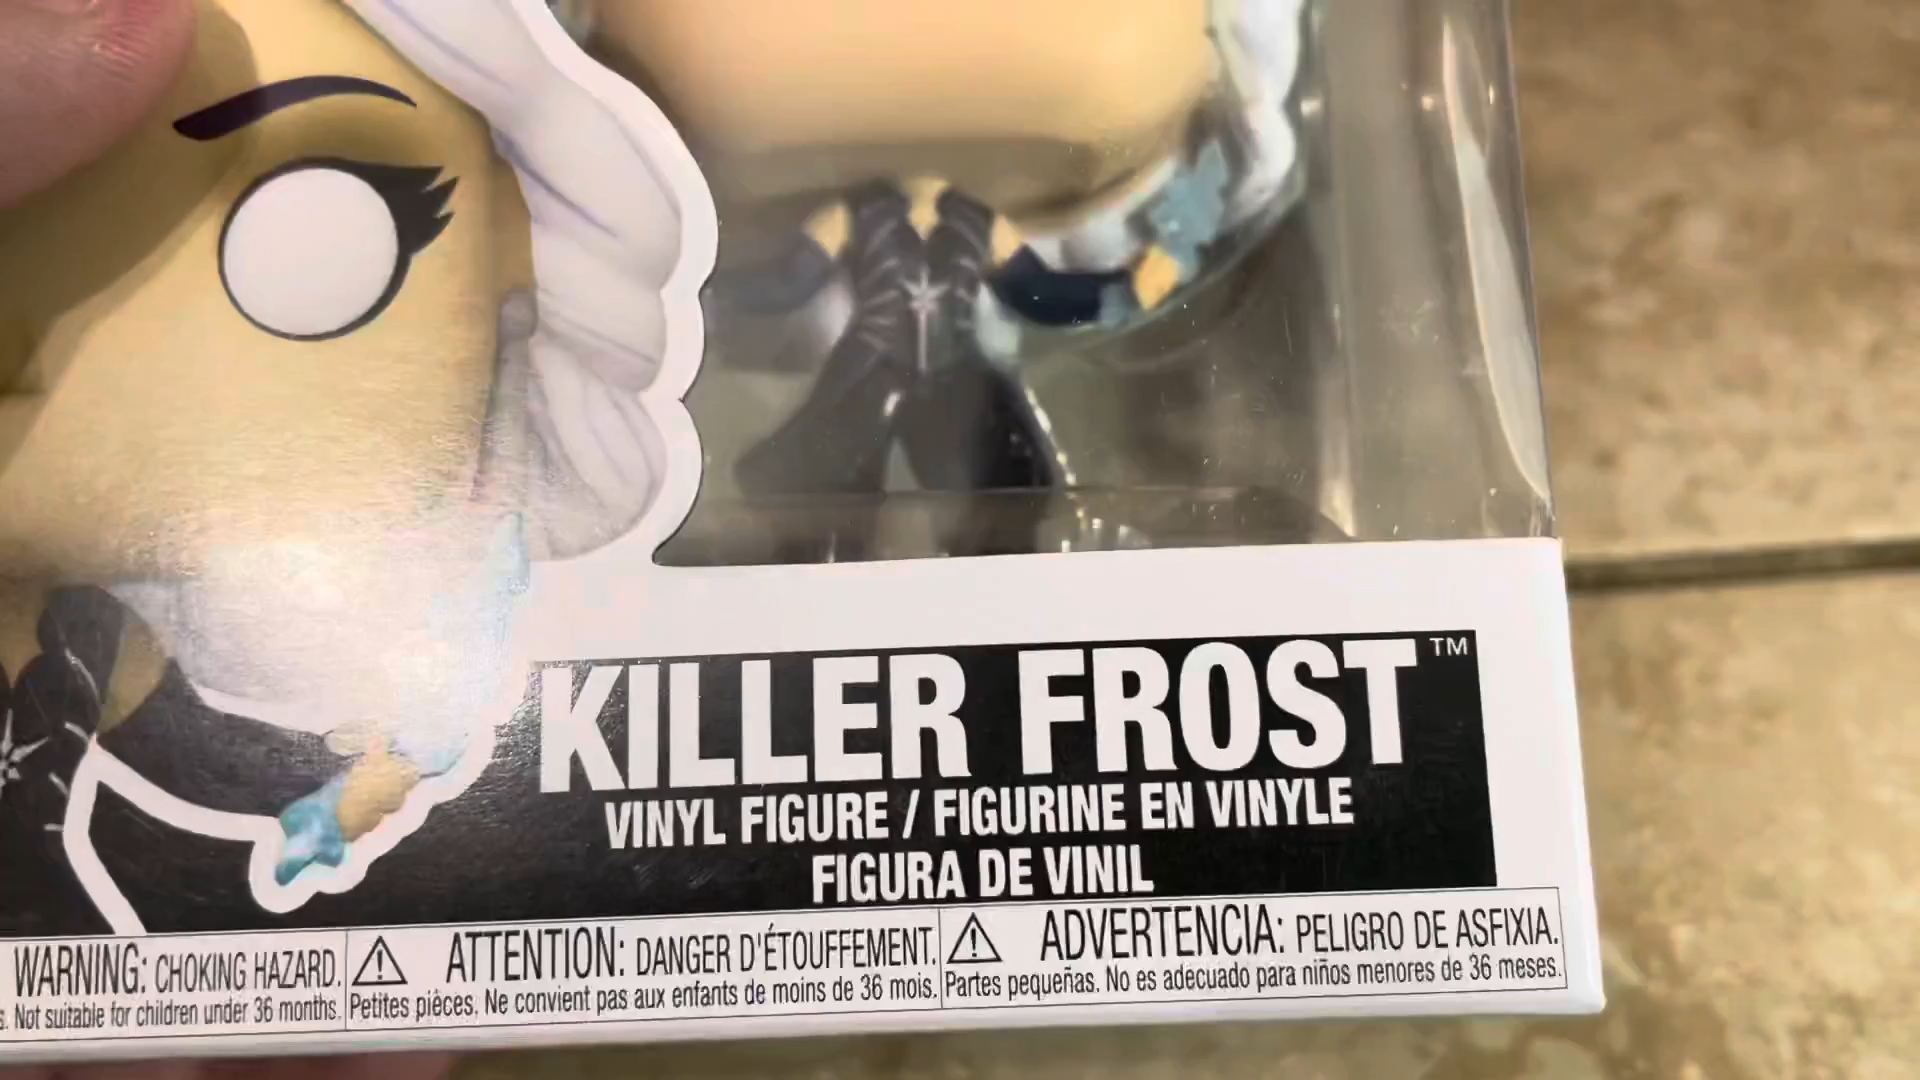 KILLER FROST™
VINYL FIGURE / FIGURINE EN VINYLE
FIGURA DE VINIL
WARNING: CHOKING HAZARD.
Not suitable for children under 36 months.
ATTENTION: DANGER D'ÉTOUFFEMENT.
Petites pièces. Ne convient pas aux enfants de moins de 36 mois.
ADVERTENCIA: PELIGRO DE ASFIXIA.
Partes pequeñas. No es adecuado para niños menores de 36 meses.